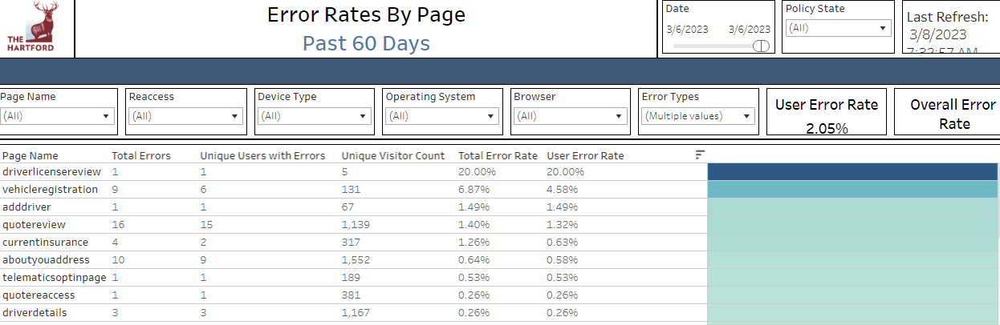 THE
HARTFORD
Error Rates By Page
Past 60 Days
Date
3/6/2023 3/6/2023
Policy State
(All)
Last Refresh:
3/8/2023
7:32:57 AM
Page Name
(All)
Reaccess
(All)
Device Type
(All)
Operating System
(All)
Browser
(All)
Error Types
(Multiple values)
User Error Rate
2.05%
Overall Error
Rate
Page Name Total Errors Unique Users with Errors Unique Visitor Count Total Error Rate User Error Rate
driverlicensereview 1 1 5 20.00% 20.00%
vehicleregistration 9 6 131 6.87% 4.58%
adddriver 1 1 67 1.49% 1.49%
quotereview 16 15 1,139 1.40% 1.32%
currentinsurance 4 2 317 1.26% 0.63%
aboutyouaddress 10 9 1,552 0.64% 0.58%
telematicsoptinpage 1 1 189 0.53% 0.53%
quotereaccess 1 1 381 0.26% 0.26%
driverdetails 3 3 1,167 0.26% 0.26%